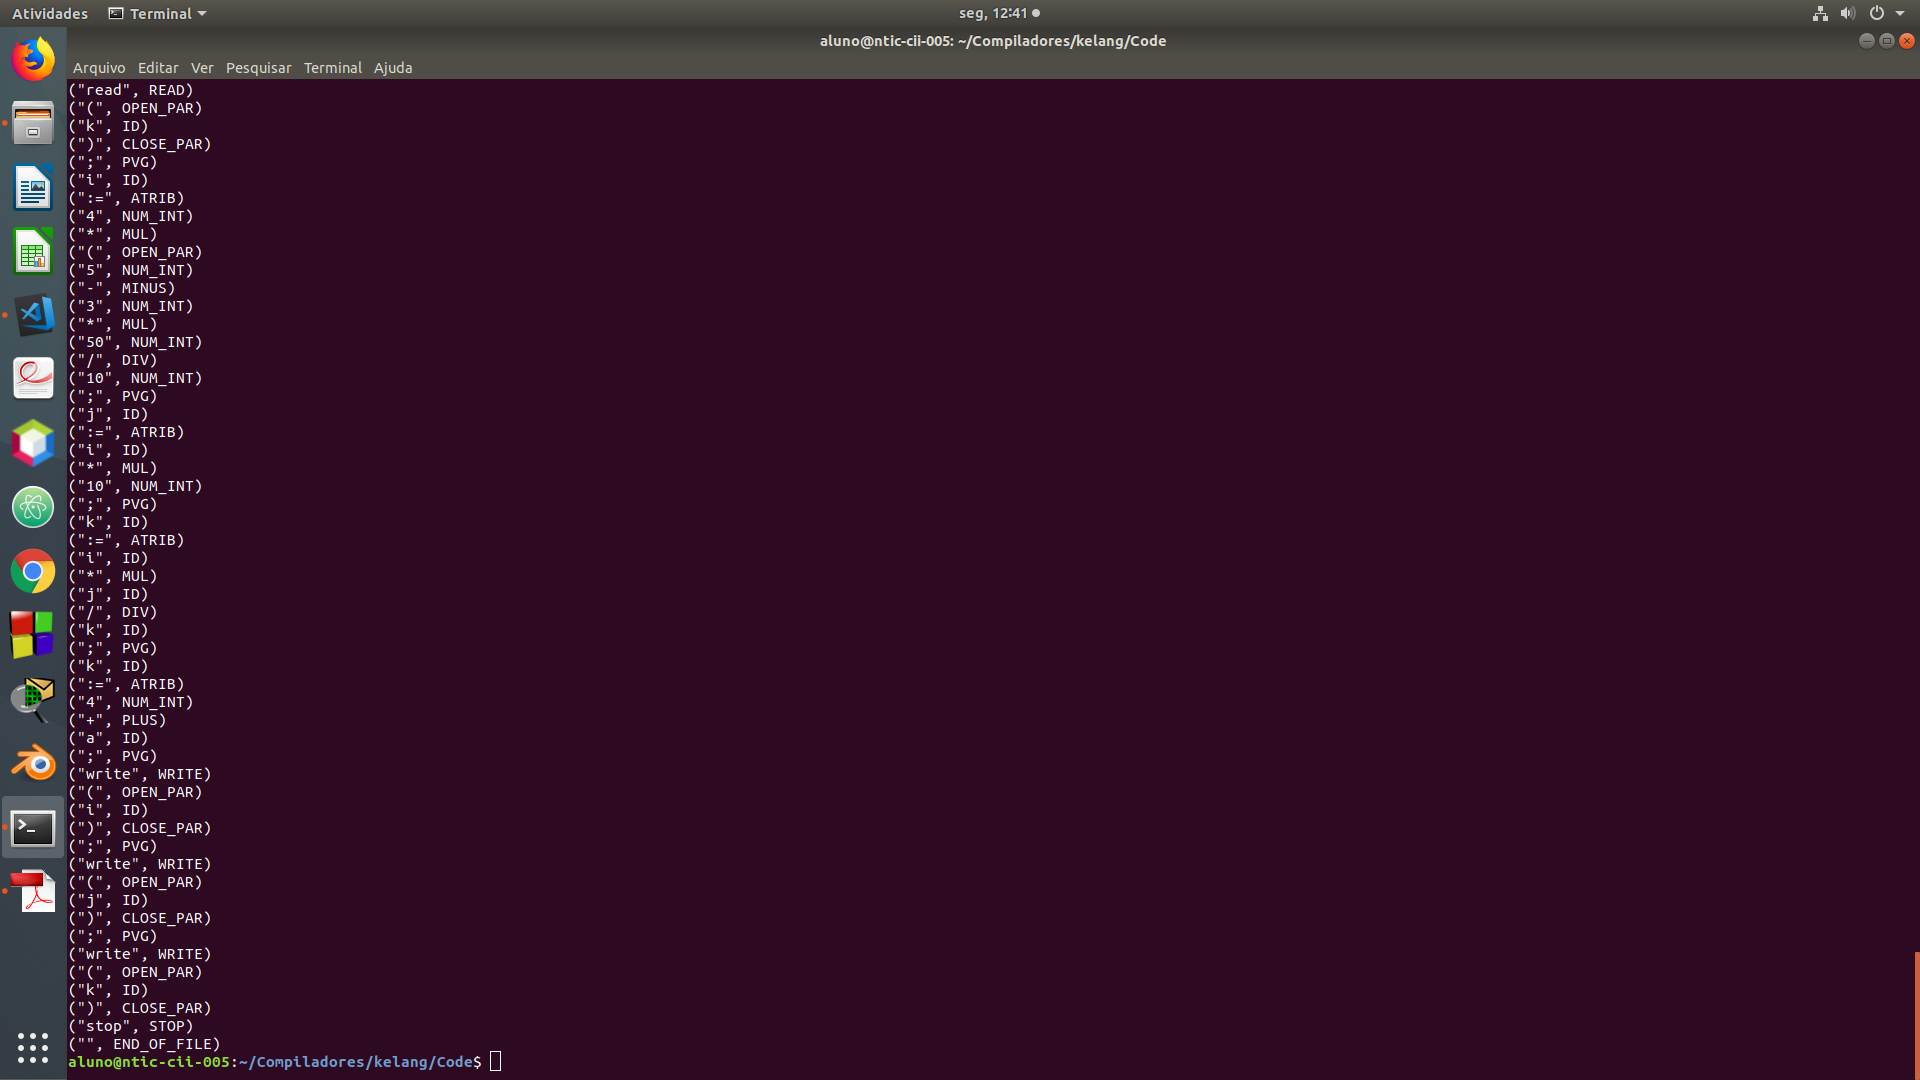 Atividades Terminal seg, 12:41
aluno@ntic-cii-005: ~/Compiladores/kelang/Code
Arquivo Editar Ver Pesquisar Terminal Ajuda
("read", READ)
("(", OPEN_PAR)
("k", ID)
(")", CLOSE_PAR)
(";", PVG)
("i", ID)
(":=", ATRIB)
("4", NUM_INT)
("*", MUL)
("(", OPEN_PAR)
("5", NUM_INT)
("-", MINUS)
("3", NUM_INT)
("*", MUL)
("50", NUM_INT)
("/", DIV)
("10", NUM_INT)
(";", PVG)
("j", ID)
(":=", ATRIB)
("i", ID)
("*", MUL)
("10", NUM_INT)
(";", PVG)
("k", ID)
(":=", ATRIB)
("i", ID)
("*", MUL)
("j", ID)
("/", DIV)
("k", ID)
(";", PVG)
("k", ID)
(":=", ATRIB)
("4", NUM_INT)
("+", PLUS)
("a", ID)
(";", PVG)
("write", WRITE)
("(", OPEN_PAR)
("i", ID)
(")", CLOSE_PAR)
(";", PVG)
("write", WRITE)
("(", OPEN_PAR)
("j", ID)
(")", CLOSE_PAR)
(";", PVG)
("write", WRITE)
("(", OPEN_PAR)
("k", ID)
(")", CLOSE_PAR)
("stop", STOP)
("", END_OF_FILE)
aluno@ntic-cii-005:~/Compiladores/kelang/Code$